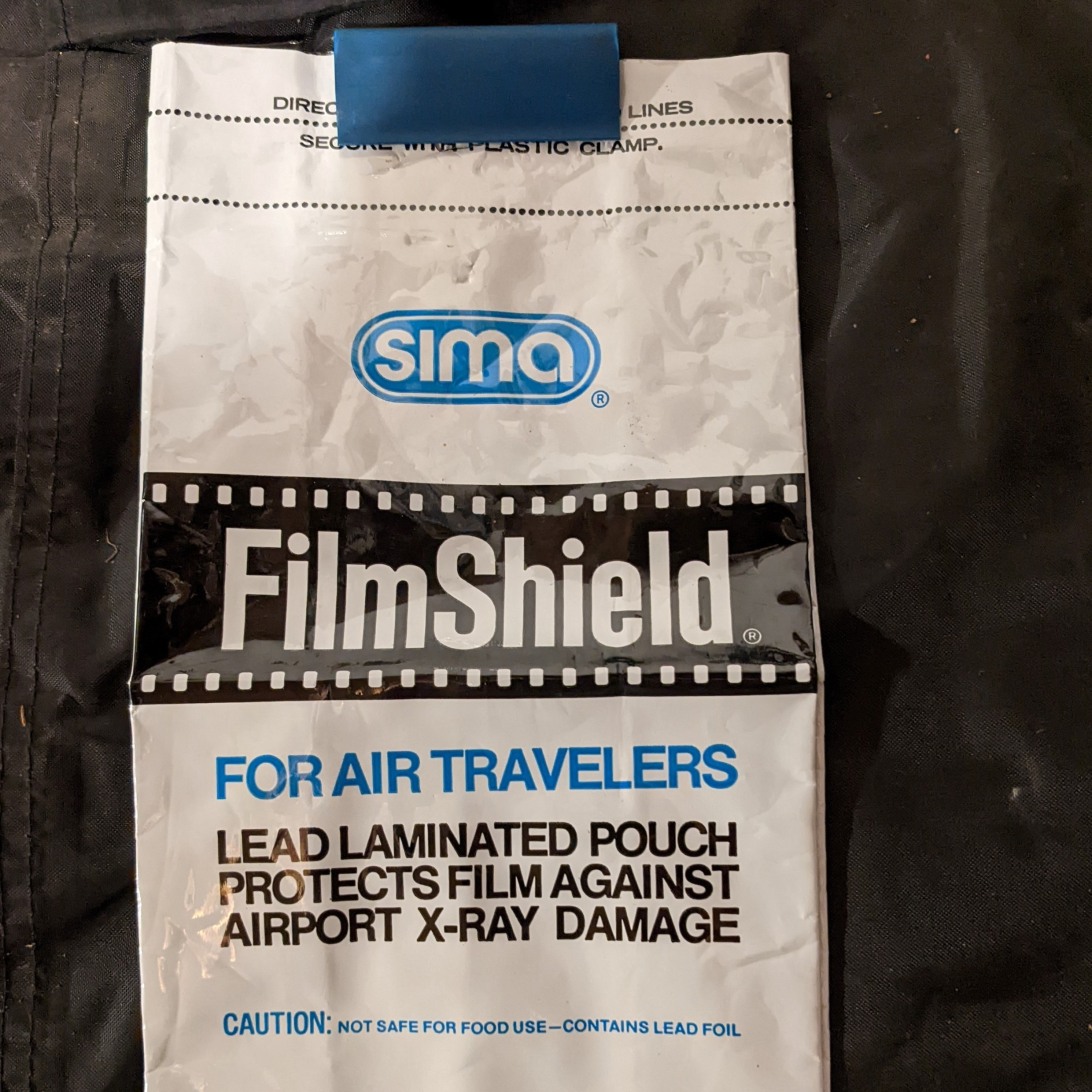 DIREC LINES
SECURE WITH PLASTIC CLAMP.
sima ®
FilmShield ®
FOR AIR TRAVELERS
LEAD LAMINATED POUCH
PROTECTS FILM AGAINST
AIRPORT X-RAY DAMAGE
CAUTION: NOT SAFE FOR FOOD USE—CONTAINS LEAD FOIL